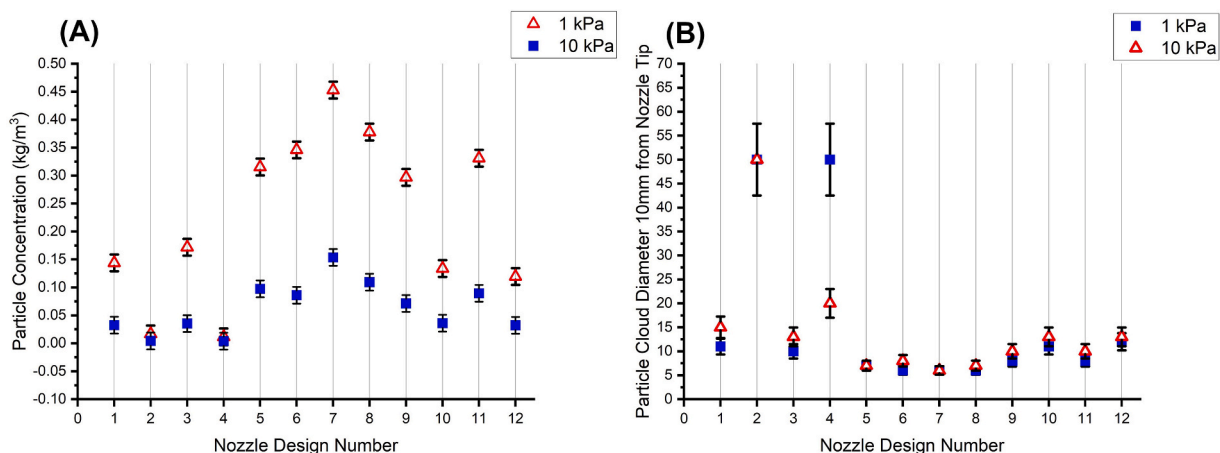 (A)
1 kPa
10 kPa
Particle Concentration (kg/m³)
0.50
0.45
0.40
0.35
0.30
0.25
0.20
0.15
0.10
0.05
0.00
-0.05
-0.10
0 1 2 3 4 5 6 7 8 9 10 11 12
Nozzle Design Number
(B)
1 kPa
10 kPa
Particle Cloud Diameter 10mm from Nozzle Tip
70
65
60
55
50
45
40
35
30
25
20
15
10
5
0
0 1 2 3 4 5 6 7 8 9 10 11 12
Nozzle Design Number